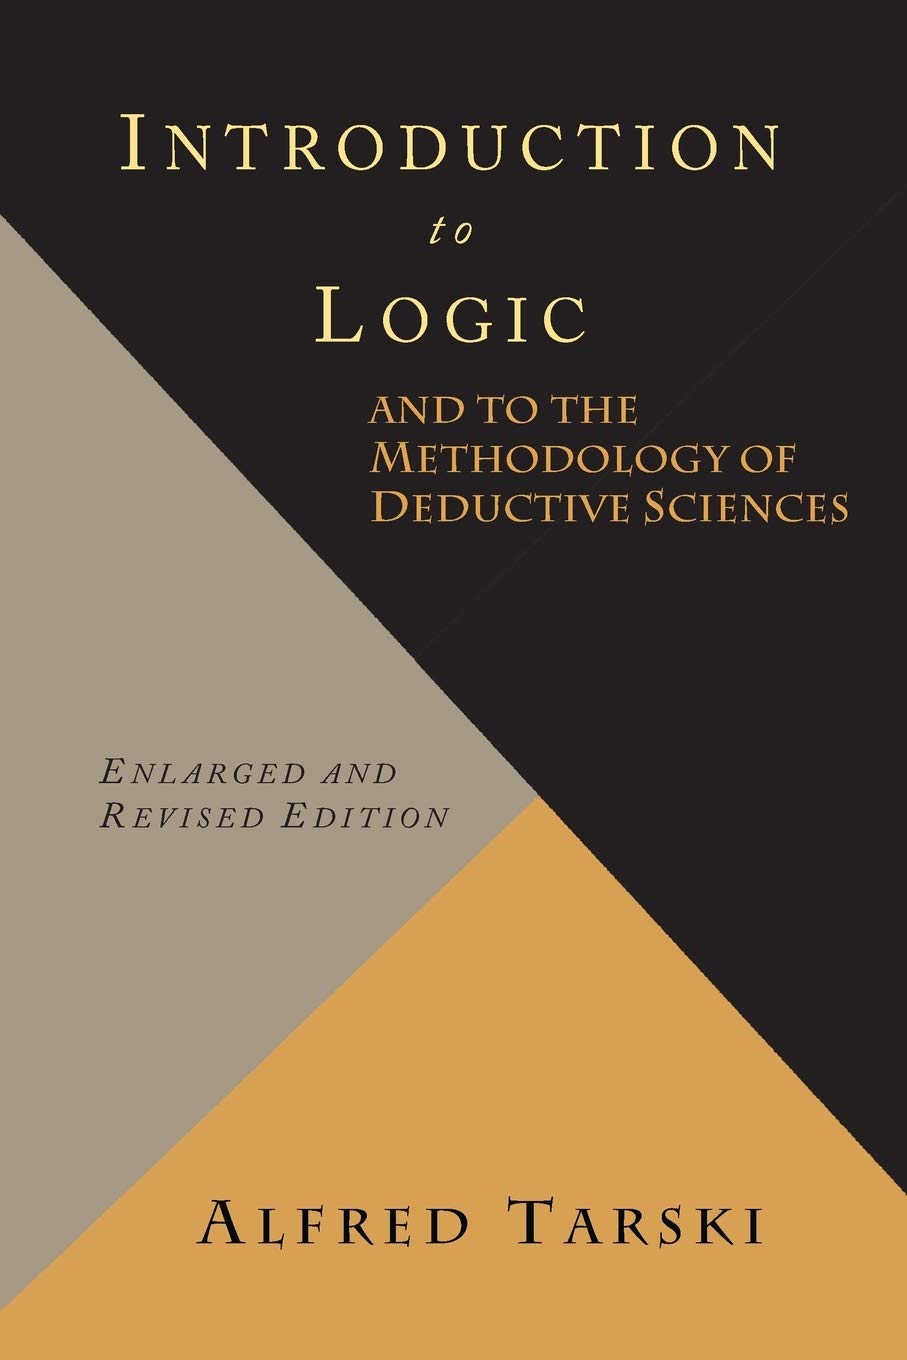 INTRODUCTION
to
LOGIC
AND TO THE
METHODOLOGY OF
DEDUCTIVE SCIENCES
ENLARGED AND
REVISED EDITION
ALFRED TARSKI